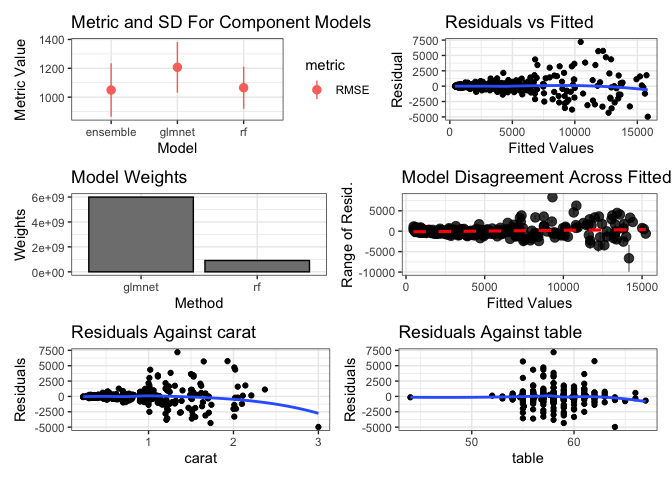 Metric and SD For Component Models
Metric Value
1400
1200
1000
ensemble glmnet rf
Model
metric
RMSE
Residuals vs Fitted
Residual
7500
5000
2500
0
-2500
-5000
0 5000 10000 15000
Fitted Values
Model Weights
Weights
6e+09
4e+09
2e+09
0e+00
glmnet rf
Method
Model Disagreement Across Fitted
Range of Resid.
5000
0
-5000
-10000
0 5000 10000 15000
Fitted Values
Residuals Against carat
Residuals
7500
5000
2500
0
-2500
-5000
1 2 3
carat
Residuals Against table
Residuals
7500
5000
2500
0
-2500
-5000
50 60
table